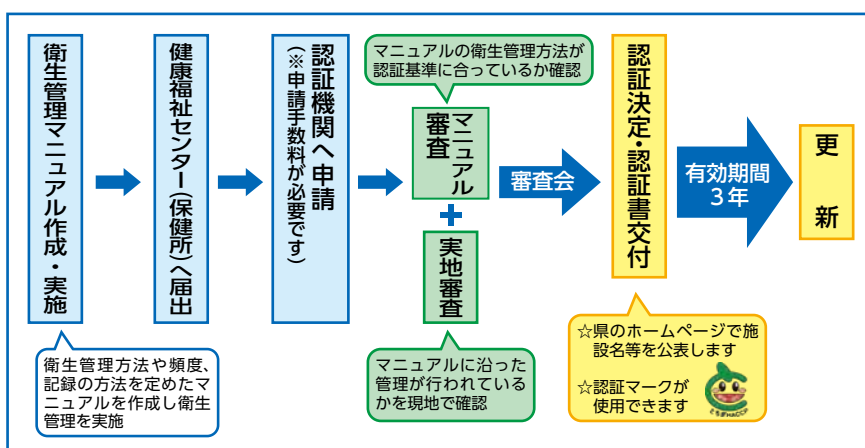 衛生管理マニュアル作成・実施
衛生管理方法や頻度、
記録の方法を定めたマ
ニュアルを作成し衛生
管理を実施
健康福祉センター(保健所)へ届出
認証機関へ申請
(※申請手数料が必要です)
マニュアルの衛生管理方法が
認証基準に合っているか確認
マニュアル
審査
+
実地審査
マニュアルに沿った
管理が行われている
かを現地で確認
審査会
認証決定・認証書交付
☆県のホームページで施
設名等を公表します
☆認証マークが
使用できます
とちぎHACCP
有効期間
3年
更新